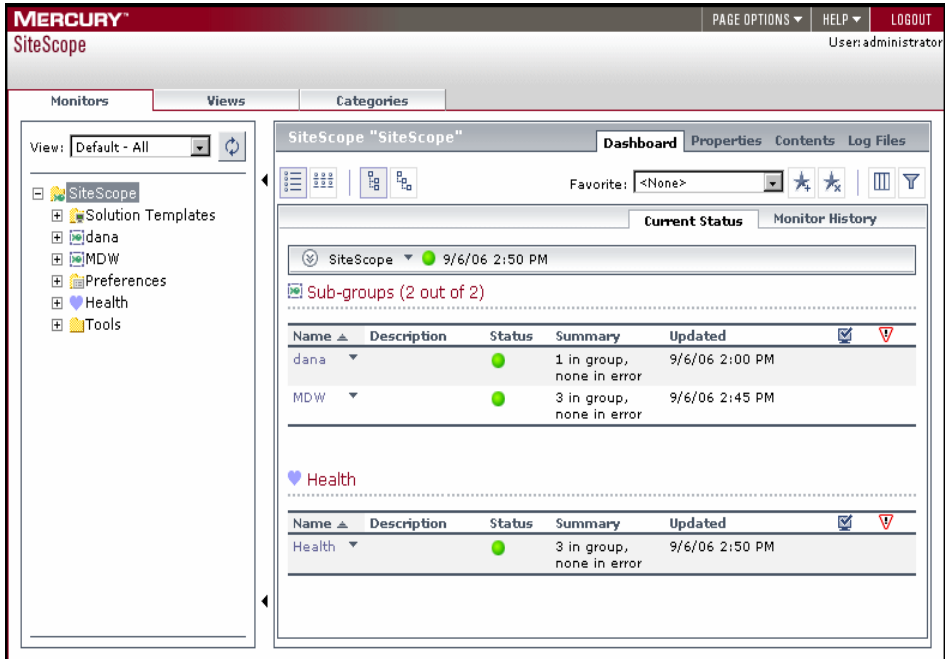 MERCURY™ PAGE OPTIONS HELP LOGOUT
SiteScope User: administrator
Monitors Views Categories
View: Default - All
SiteScope
Solution Templates
dana
MDW
Preferences
Health
Tools
SiteScope "SiteScope" Dashboard Properties Contents Log Files
Favorite: <None>
Current Status Monitor History
SiteScope 9/6/06 2:50 PM
Sub-groups (2 out of 2)
Name Description Status Summary Updated
dana 1 in group, 9/6/06 2:00 PM
none in error
MDW 3 in group, 9/6/06 2:45 PM
none in error
Health
Name Description Status Summary Updated
Health 3 in group, 9/6/06 2:50 PM
none in error